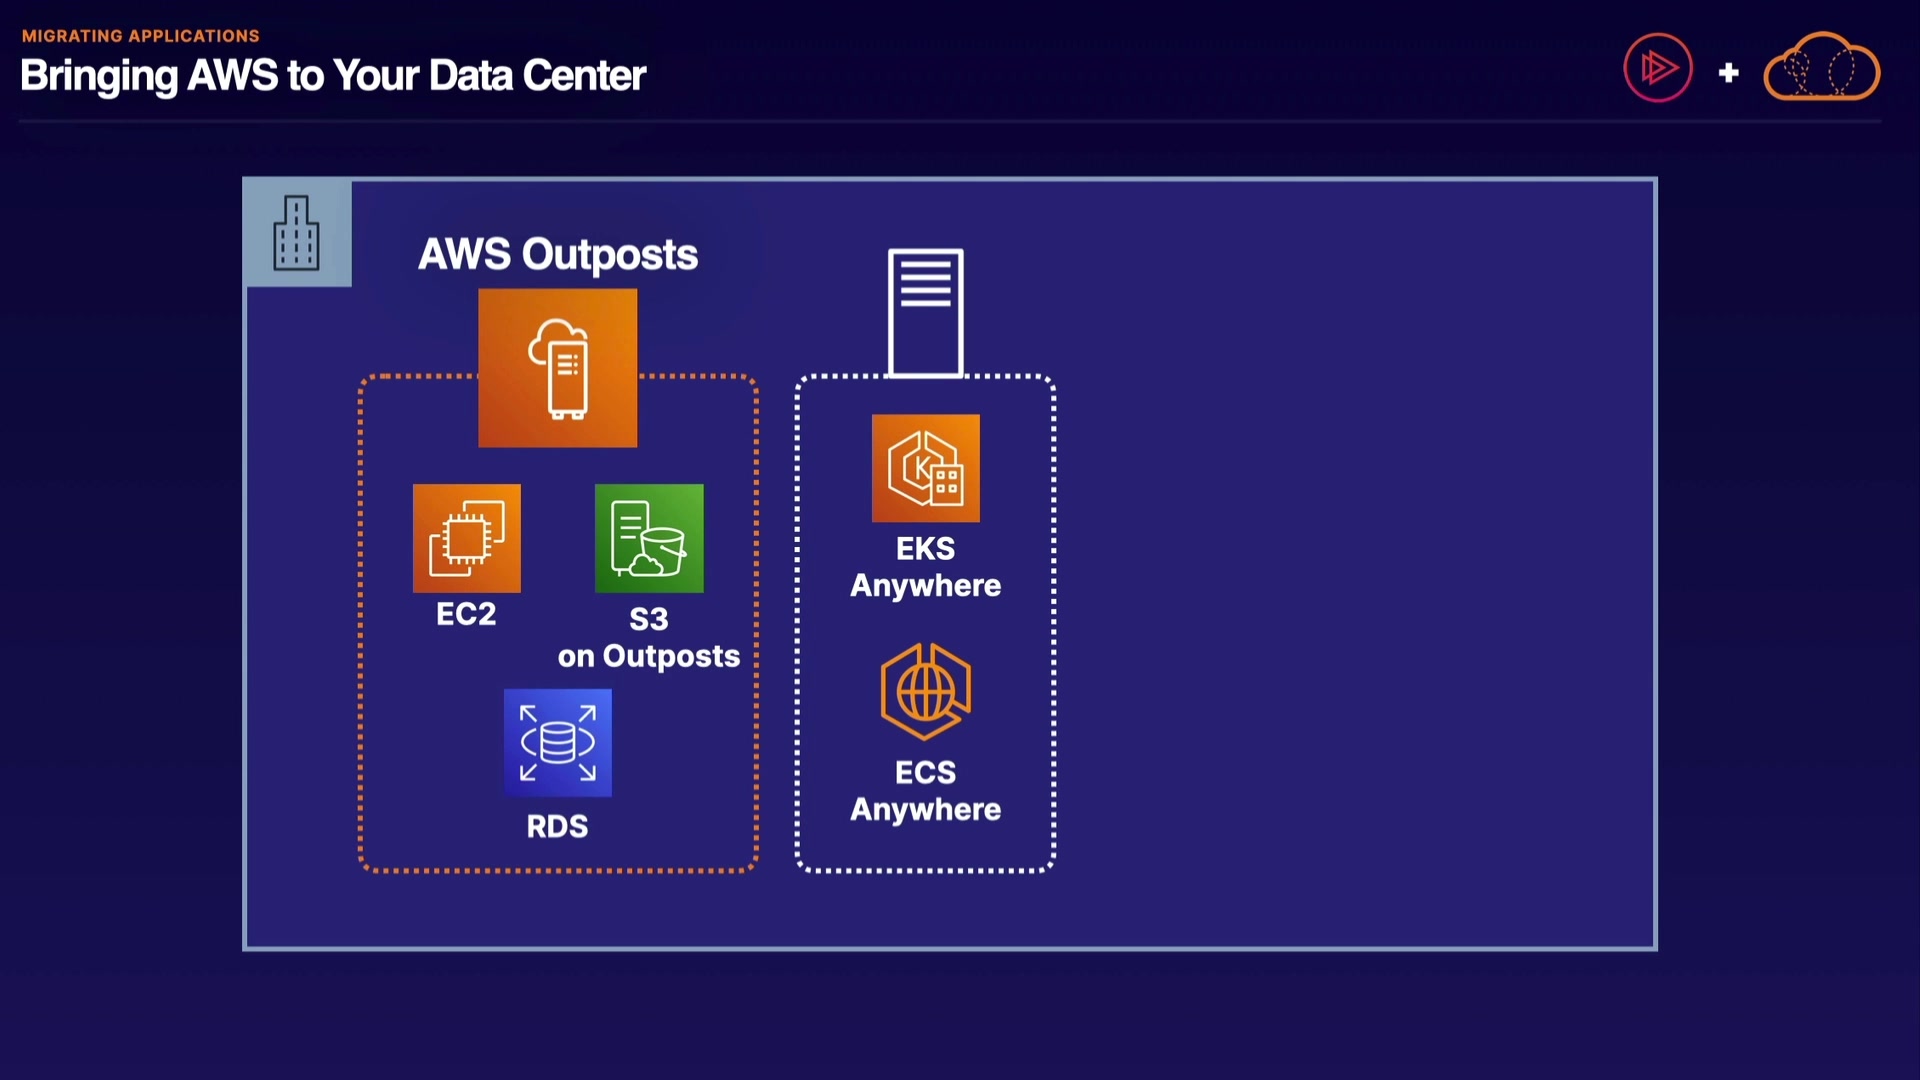 MIGRATING APPLICATIONS
Bringing AWS to Your Data Center
AWS Outposts
EC2
S3
on Outposts
RDS
EKS
Anywhere
ECS
Anywhere